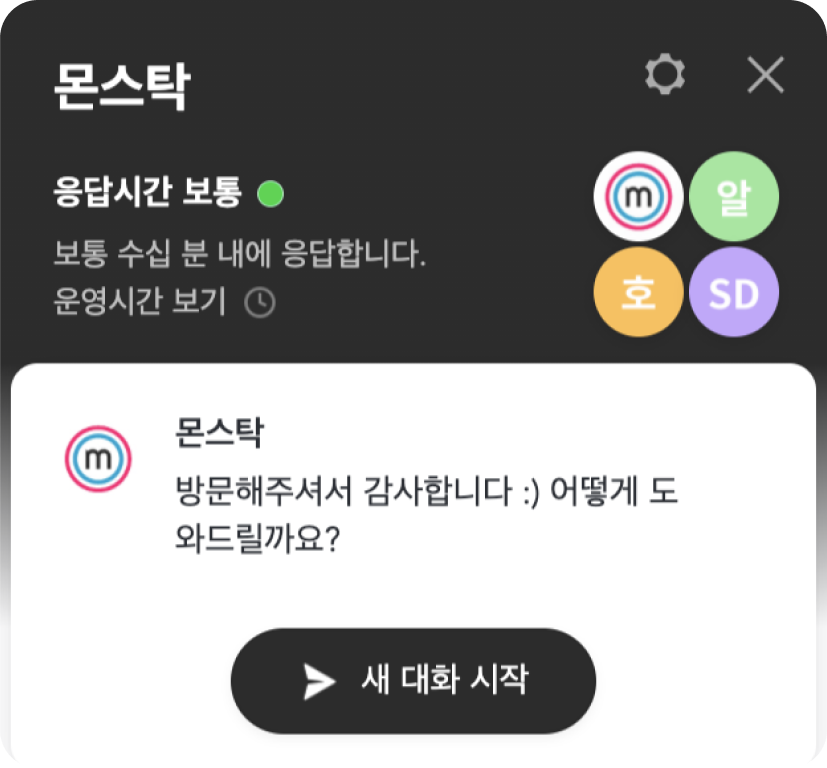 몬스탁
응답시간 보통
보통 수십 분 내에 응답합니다.
운영시간 보기
m
알
호
SD
m
몬스탁
방문해주셔서 감사합니다 :) 어떻게 도
와드릴까요?
새 대화 시작